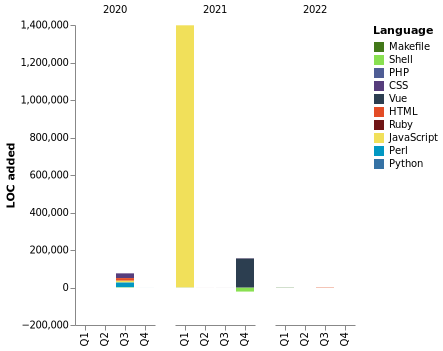 2020 2021 2022
Language
Makefile
Shell
PHP
CSS
Vue
HTML
Ruby
JavaScript
Perl
Python
LOC added
1,400,000
1,200,000
1,000,000
800,000
600,000
400,000
200,000
0
−200,000
Q1 Q2 Q3 Q4 Q1 Q2 Q3 Q4 Q1 Q2 Q3 Q4